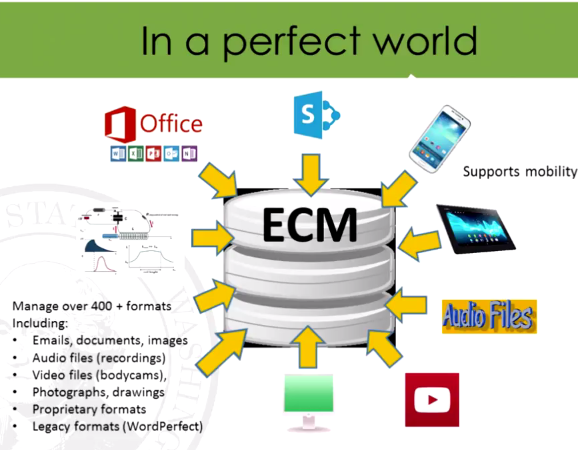 In a perfect world
Office
W E P O N
S
Supports mobility
ECM
Manage over 400 + formats
Including:
• Emails, documents, images
• Audio files (recordings)
• Video files (bodycams),
• Photographs, drawings
• Proprietary formats
• Legacy formats (WordPerfect)
Audio Files